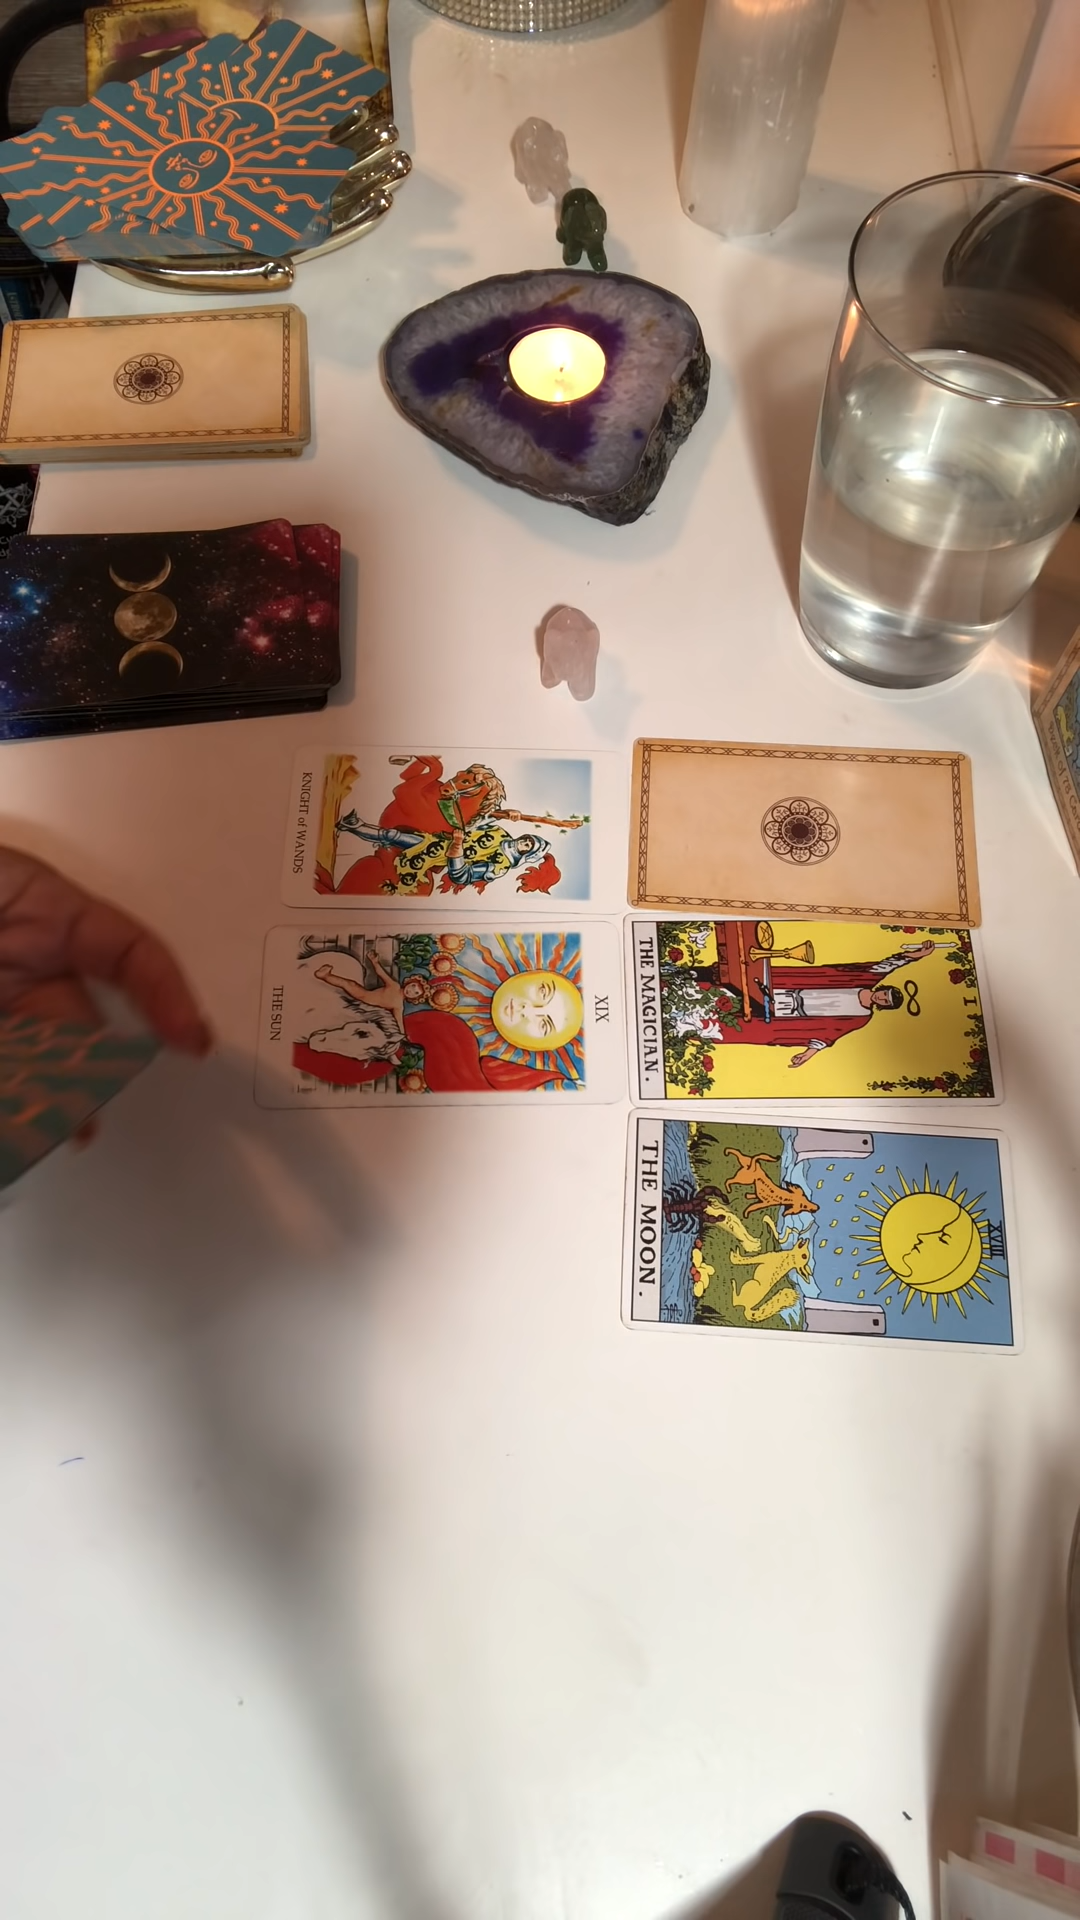 KNIGHT of WANDS
THE SUN
XIX
THE MAGICIAN.
I
THE MOON.
XVIII